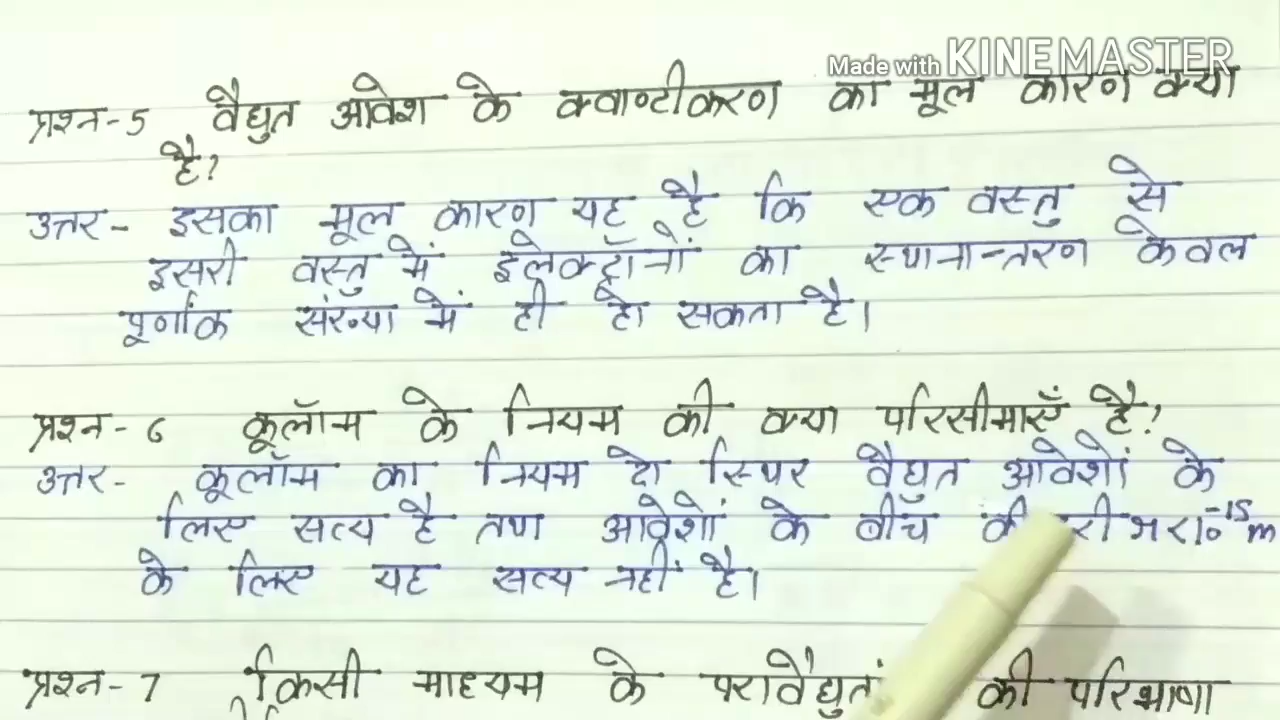 Made with KINEMASTER
प्रश्न-5 वैद्युत आवेश के क्वाण्टीकरण का मूल कारण क्या
है?
उत्तर- इसका मूल कारण यह है कि एक वस्तु से
दूसरी वस्तु में इलेक्ट्रॉनों का स्थानान्तरण केवल
पूर्णांक संख्या में ही हो सकता है।
प्रश्न-6 कूलॉम के नियम की क्या परिसीमाएँ है?
उत्तर- कूलॉम का नियम दो स्थिर वैद्युत आवेशों के
लिए सत्य है तथा आवेशों के बीच की
के लिए यह सत्य नहीं है।
प्रश्न-7 किसी माध्यम के की परिभाषा